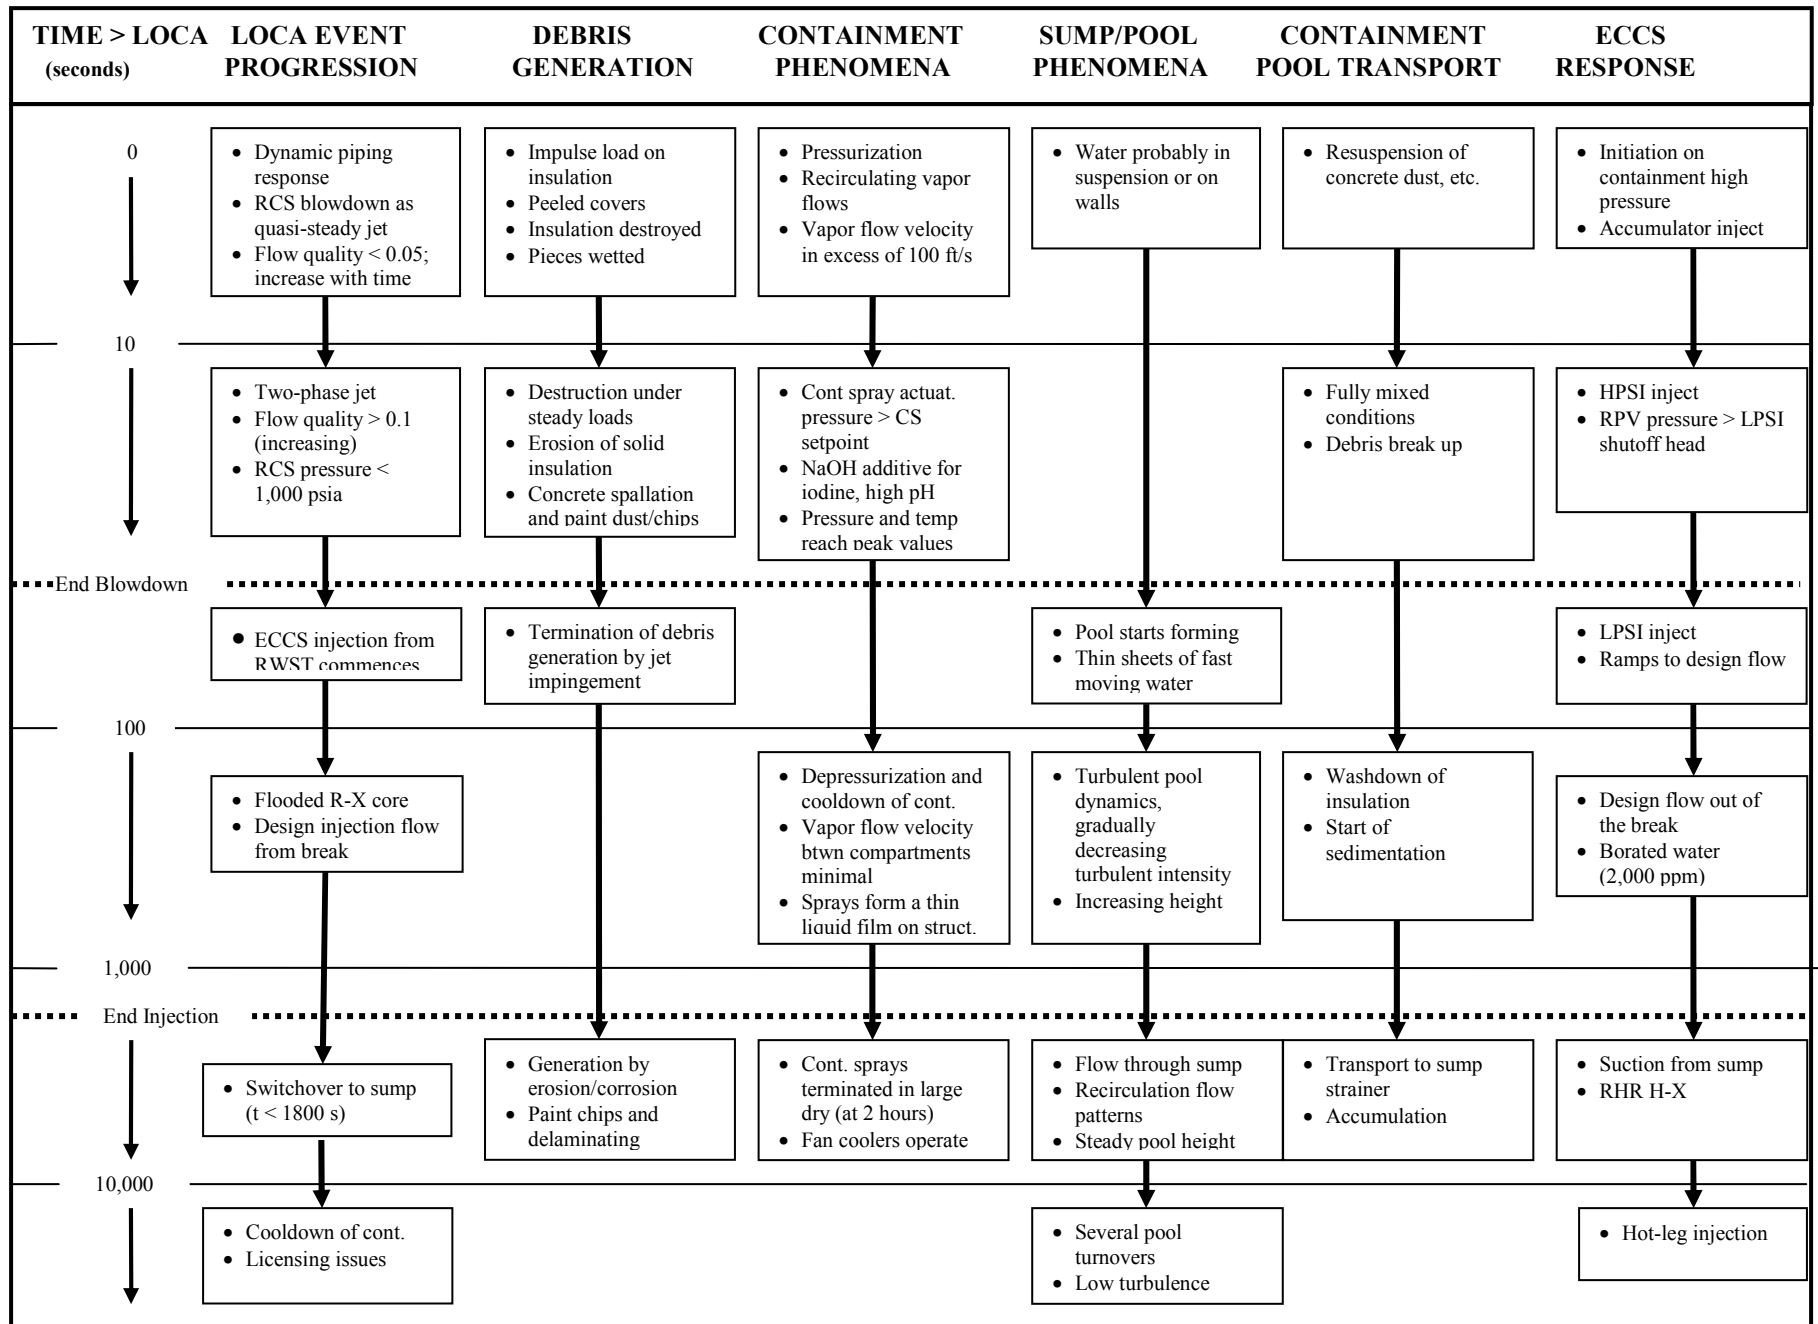 TIME > LOCA
(seconds)
LOCA EVENT
PROGRESSION
DEBRIS
GENERATION
CONTAINMENT
PHENOMENA
SUMP/POOL
PHENOMENA
CONTAINMENT
POOL TRANSPORT
ECCS
RESPONSE
0
• Dynamic piping
response
• RCS blowdown as
quasi-steady jet
• Flow quality < 0.05;
increase with time
• Impulse load on
insulation
• Peeled covers
• Insulation destroyed
• Pieces wetted
• Pressurization
• Recirculating vapor
flows
• Vapor flow velocity
in excess of 100 ft/s
• Water probably in
suspension or on
walls
• Resuspension of
concrete dust, etc.
• Initiation on
containment high
pressure
• Accumulator inject
10
• Two-phase jet
• Flow quality > 0.1
(increasing)
• RCS pressure <
1,000 psia
• Destruction under
steady loads
• Erosion of solid
insulation
• Concrete spallation
and paint dust/chips
• Cont spray actuat.
pressure > CS
setpoint
• NaOH additive for
iodine, high pH
• Pressure and temp
reach peak values
• Fully mixed
conditions
• Debris break up
• HPSI inject
• RPV pressure > LPSI
shutoff head
End Blowdown
• ECCS injection from
RWST commences
• Termination of debris
generation by jet
impingement
• Pool starts forming
• Thin sheets of fast
moving water
• LPSI inject
• Ramps to design flow
100
• Flooded R-X core
• Design injection flow
from break
• Depressurization and
cooldown of cont.
• Vapor flow velocity
btwn compartments
minimal
• Sprays form a thin
liquid film on struct.
• Turbulent pool
dynamics,
gradually
decreasing
turbulent intensity
• Increasing height
• Washdown of
insulation
• Start of
sedimentation
• Design flow out of
the break
• Borated water
(2,000 ppm)
1,000
End Injection
• Switchover to sump
(t < 1800 s)
• Generation by
erosion/corrosion
• Paint chips and
delaminating
• Cont. sprays
terminated in large
dry (at 2 hours)
• Fan coolers operate
• Flow through sump
• Recirculation flow
patterns
• Steady pool height
• Transport to sump
strainer
• Accumulation
• Suction from sump
• RHR H-X
10,000
• Cooldown of cont.
• Licensing issues
• Several pool
turnovers
• Low turbulence
• Hot-leg injection